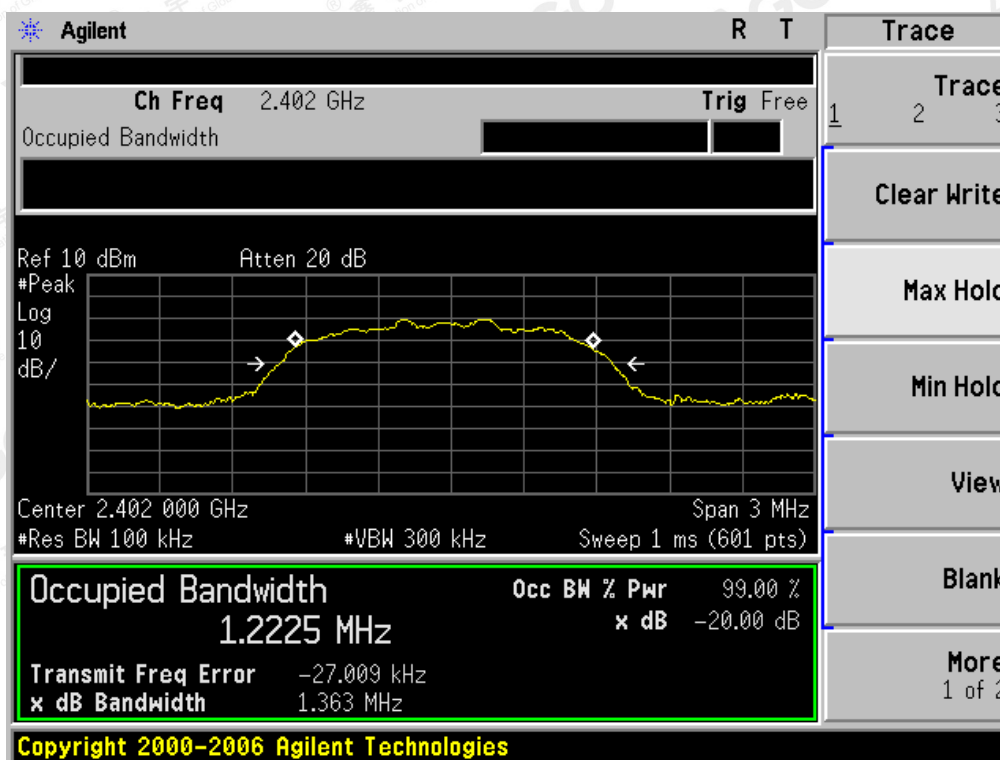 Agilent
R T
Trace
Ch Freq 2.402 GHz
Trig Free
Occupied Bandwidth
Trace
1 2 3
Clear Write
Max Hold
Min Hold
View
Blank
More
1 of 2
Ref 10 dBm
Atten 20 dB
#Peak
Log
10
dB/
Center 2.402 000 GHz
Span 3 MHz
#Res BW 100 kHz
#VBW 300 kHz
Sweep 1 ms (601 pts)
Occupied Bandwidth
1.2225 MHz
Occ BW % Pwr 99.00 %
x dB -20.00 dB
Transmit Freq Error -27.009 kHz
x dB Bandwidth 1.363 MHz
Copyright 2000-2006 Agilent Technologies